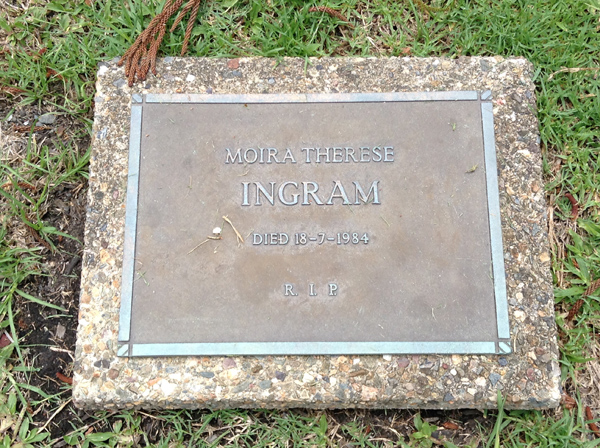 MOIRA THERESE
INGRAM
DIED 18-7-1984
R. I. P.